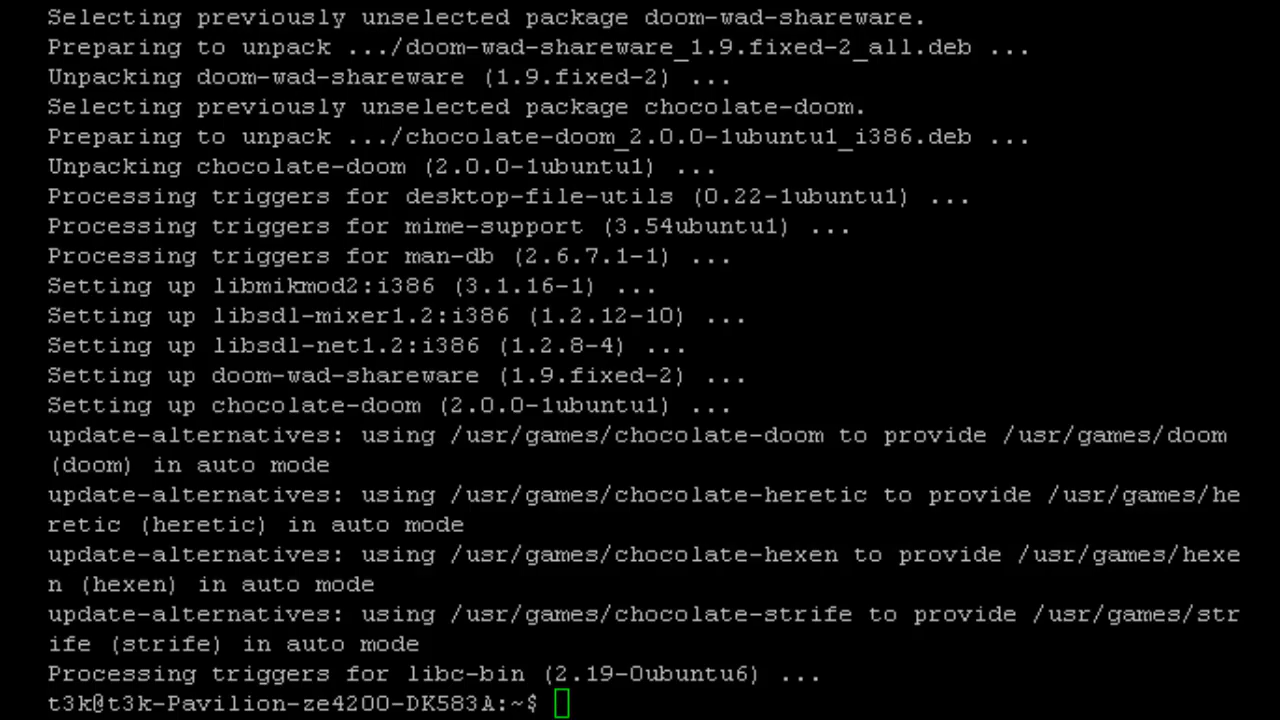 Selecting previously unselected package doom-wad-shareware.
Preparing to unpack .../doom-wad-shareware_1.9.fixed-2_all.deb ...
Unpacking doom-wad-shareware (1.9.fixed-2) ...
Selecting previously unselected package chocolate-doom.
Preparing to unpack .../chocolate-doom_2.0.0-1ubuntu1_i386.deb ...
Unpacking chocolate-doom (2.0.0-1ubuntu1) ...
Processing triggers for desktop-file-utils (0.22-1ubuntu1) ...
Processing triggers for mime-support (3.54ubuntu1) ...
Processing triggers for man-db (2.6.7.1-1) ...
Setting up libmikmod2:i386 (3.1.16-1) ...
Setting up libsdl-mixer1.2:i386 (1.2.12-10) ...
Setting up libsdl-net1.2:i386 (1.2.8-4) ...
Setting up doom-wad-shareware (1.9.fixed-2) ...
Setting up chocolate-doom (2.0.0-1ubuntu1) ...
update-alternatives: using /usr/games/chocolate-doom to provide /usr/games/doom
(doom) in auto mode
update-alternatives: using /usr/games/chocolate-heretic to provide /usr/games/he
retic (heretic) in auto mode
update-alternatives: using /usr/games/chocolate-hexen to provide /usr/games/hexe
n (hexen) in auto mode
update-alternatives: using /usr/games/chocolate-strife to provide /usr/games/str
ife (strife) in auto mode
Processing triggers for libc-bin (2.19-0ubuntu6) ...
t3k@t3k-Pavilion-ze4200-DK583A:~$